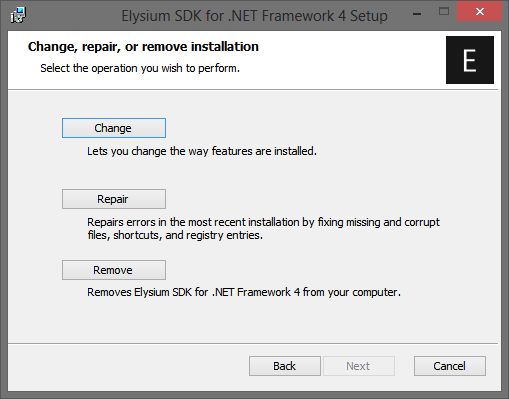 Elysium SDK for .NET Framework 4 Setup
Change, repair, or remove installation
Select the operation you wish to perform.
E
Change
Lets you change the way features are installed.
Repair
Repairs errors in the most recent installation by fixing missing and corrupt
files, shortcuts, and registry entries.
Remove
Removes Elysium SDK for .NET Framework 4 from your computer.
Back
Next
Cancel